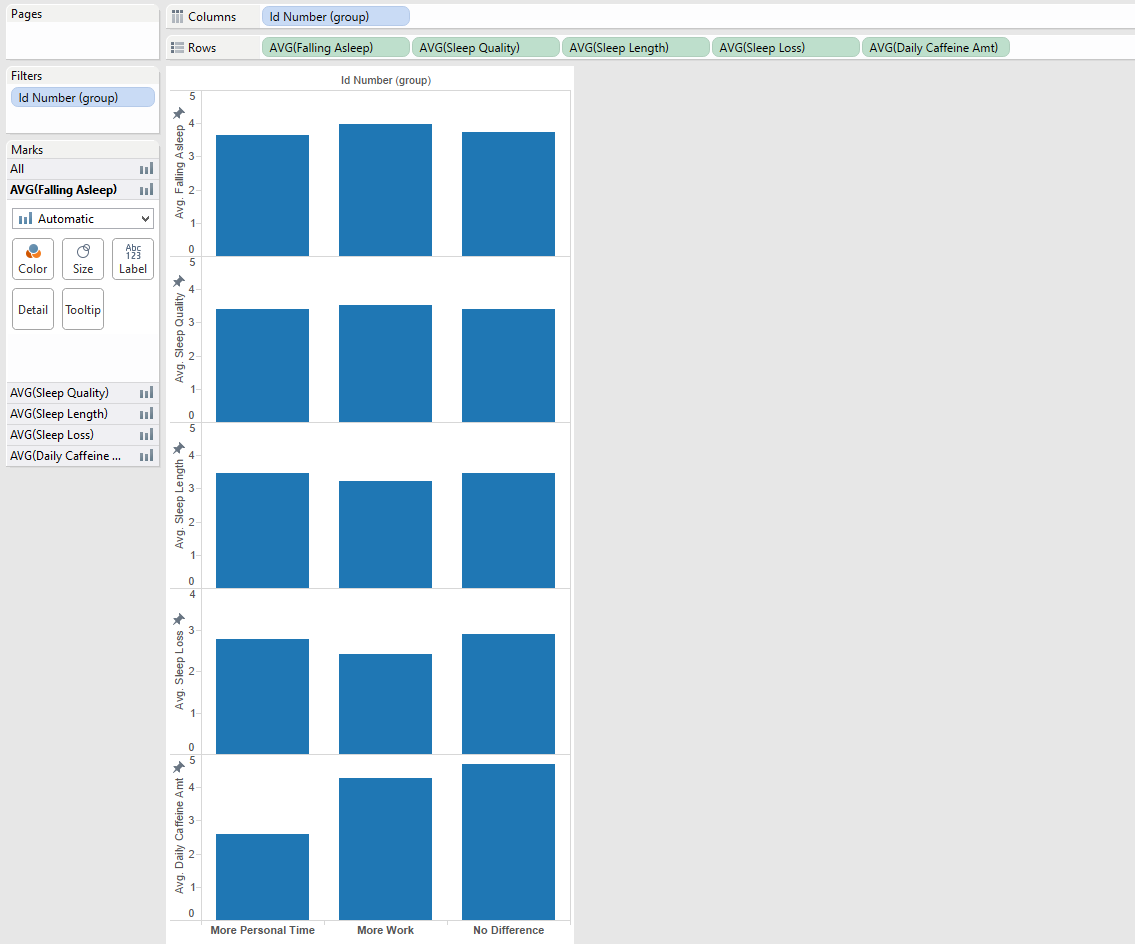 Pages
Columns
Id Number (group)
Rows
AVG(Falling Asleep)
AVG(Sleep Quality)
AVG(Sleep Length)
AVG(Sleep Loss)
AVG(Daily Caffeine Amt)
Filters
Id Number (group)
Marks
All
AVG(Falling Asleep)
Automatic
Color
Size
Abc
123
Label
Detail
Tooltip
AVG(Sleep Quality)
AVG(Sleep Length)
AVG(Sleep Loss)
AVG(Daily Caffeine ...
Id Number (group)
Avg. Falling Asleep
5
4
3
2
1
0
Avg. Sleep Quality
5
4
3
2
1
0
Avg. Sleep Length
5
4
3
2
1
0
Avg. Sleep Loss
4
3
2
1
0
Avg. Daily Caffeine Amt
5
4
3
2
1
0
More Personal Time
More Work
No Difference